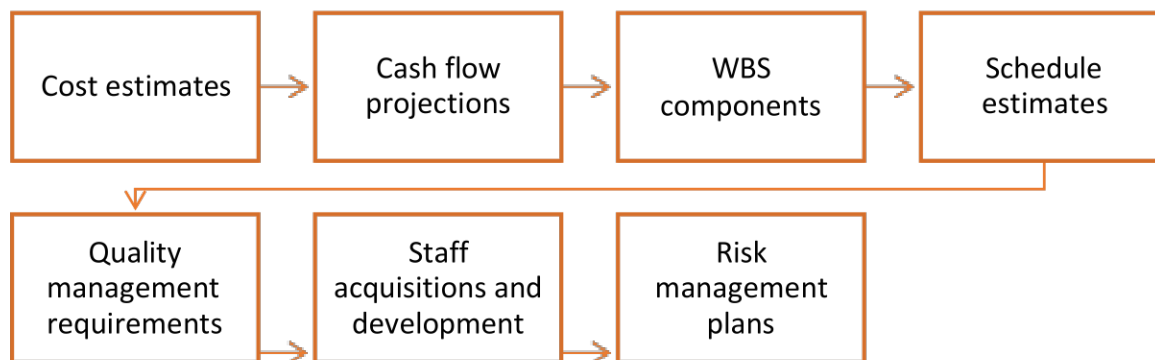 Cost estimates
Cash flow
projections
WBS
components
Schedule
estimates
Quality
management
requirements
Staff
acquisitions and
development
Risk
management
plans